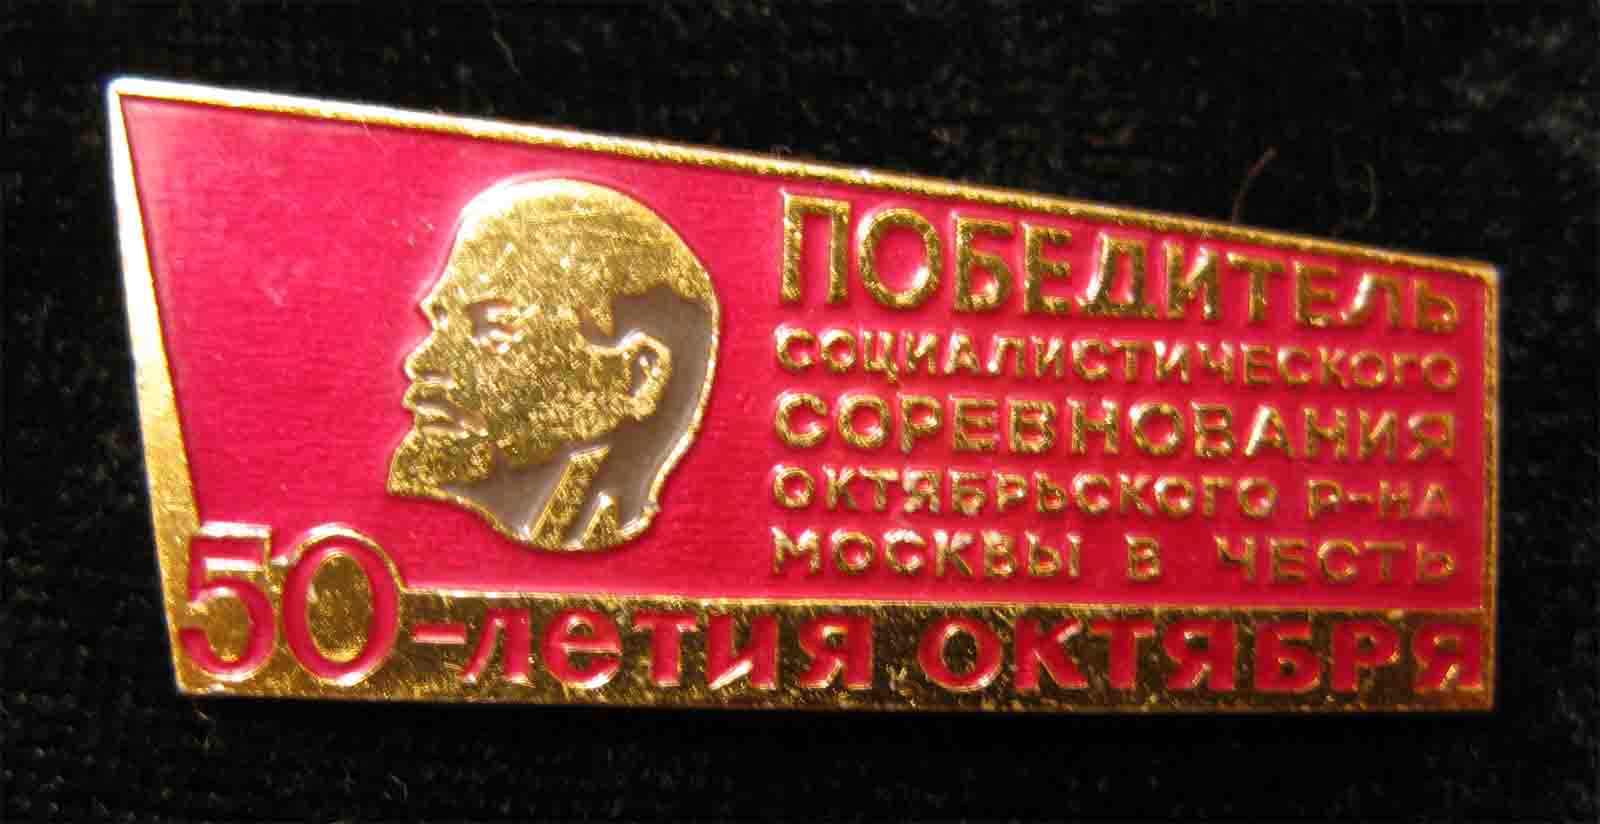 ПОБЕДИТЕЛЬ
СОЦИАЛИСТИЧЕСКОГО
СОРЕВНОВАНИЯ
ОКТЯБРЬСКОГО Р-НА
МОСКВЫ В ЧЕСТЬ
50-летия ОКТЯБРЯ